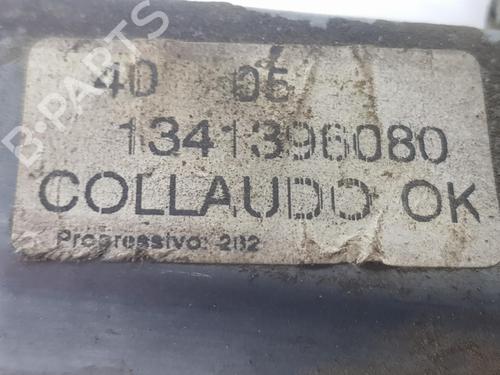 40 05
1341396080
COLLAUDO OK
Progressivo: 282
B-PARTS